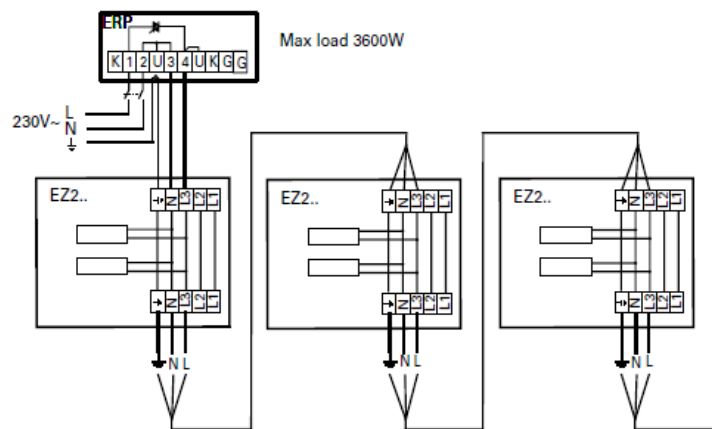 ERP
Max load 3600W
K 1 2 U 3 4 U K G G
230V~ L
N
EZ2..
N L3 L2 L1
N L3 L2 L1
N L
EZ2..
N L3 L2 L1
N L3 L2 L1
N L
EZ2..
N L3 L2 L1
N L3 L2 L1
N L